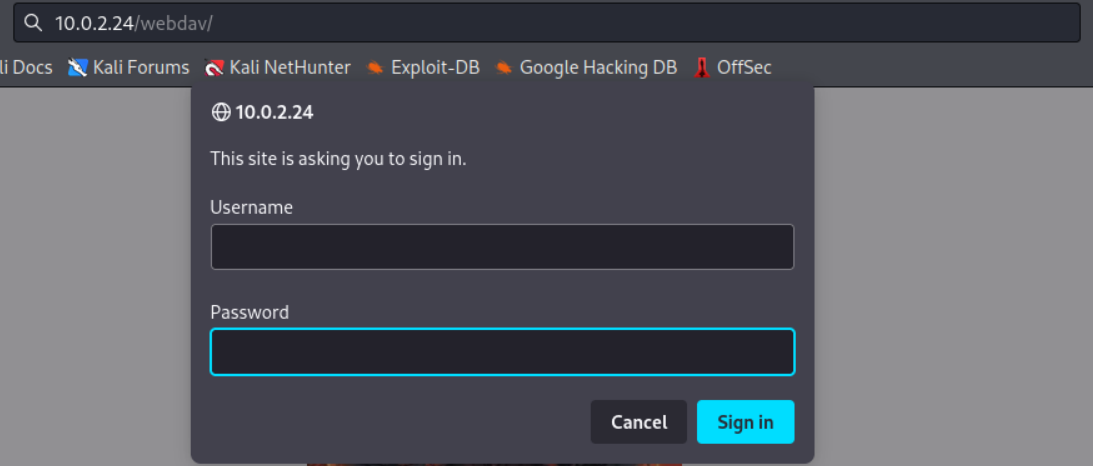 10.0.2.24/webdav/
li Docs Kali Forums Kali NetHunter Exploit-DB Google Hacking DB OffSec
10.0.2.24
This site is asking you to sign in.
Username
Password
Cancel Sign in